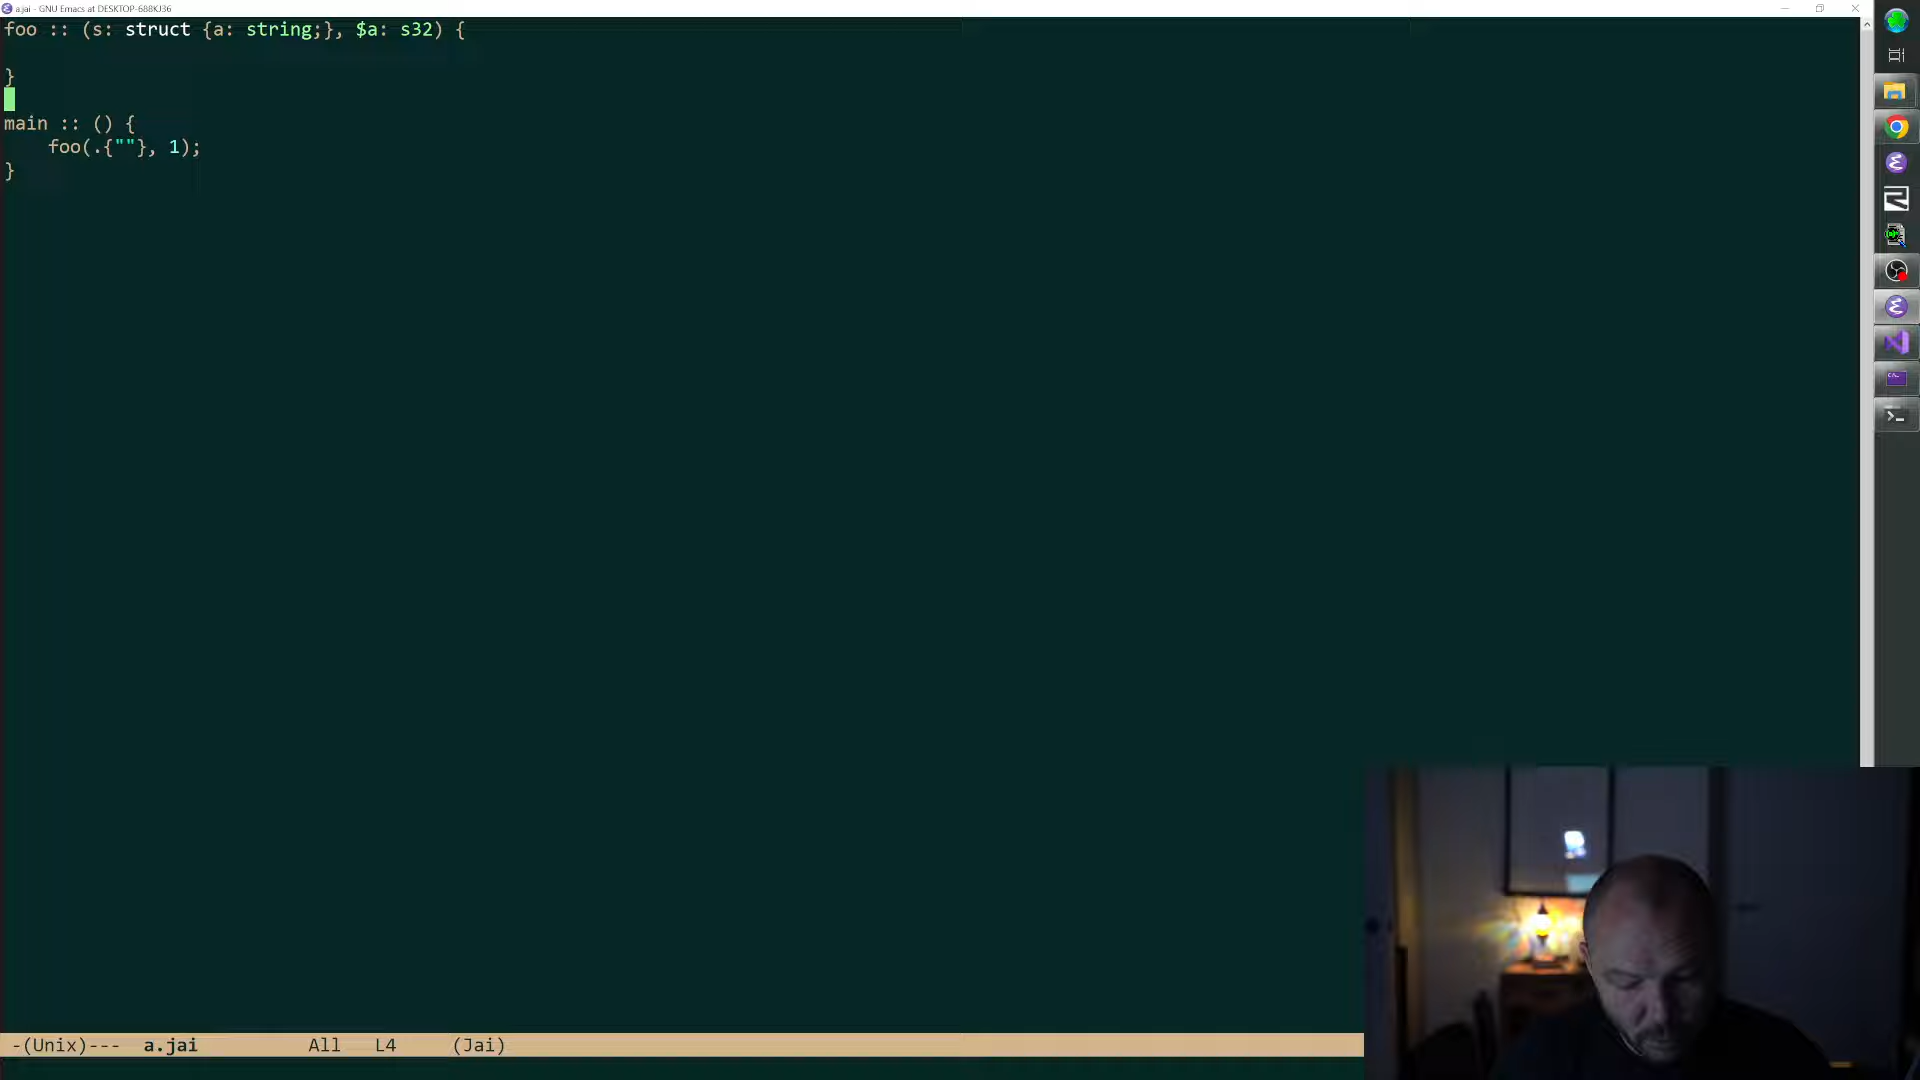 a.jai - GNU Emacs at DESKTOP-688KJ36
foo :: (s: struct {a: string;}, $a: s32) {
}
main :: () {
    foo(.{""}, 1);
}
-(Unix)---  a.jai  All  L4  (Jai)